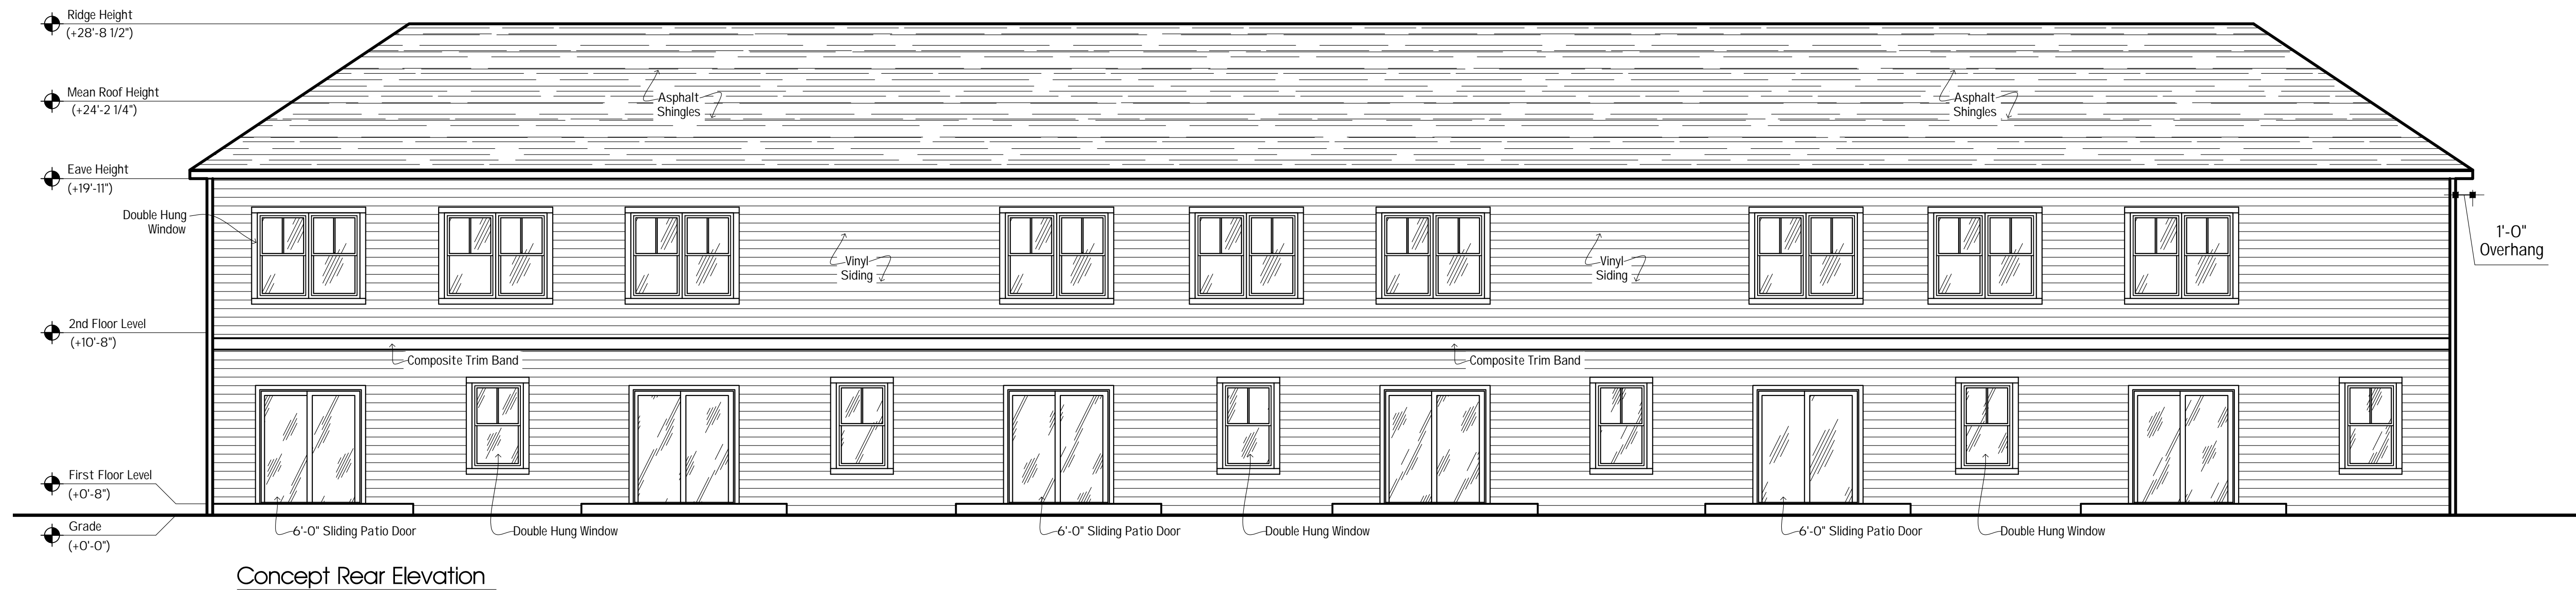 Ridge Height
(+28'-8 1/2")
Mean Roof Height
(+24'-2 1/4")
Asphalt
Shingles
Asphalt
Shingles
Eave Height
(+19'-11")
Double Hung
Window
1'-0"
Overhang
Vinyl
Siding
Vinyl
Siding
2nd Floor Level
(+10'-8")
Composite Trim Band
Composite Trim Band
First Floor Level
(+0'-8")
Grade
(+0'-0")
6'-0" Sliding Patio Door
Double Hung Window
6'-0" Sliding Patio Door
Double Hung Window
6'-0" Sliding Patio Door
Double Hung Window
Concept Rear Elevation